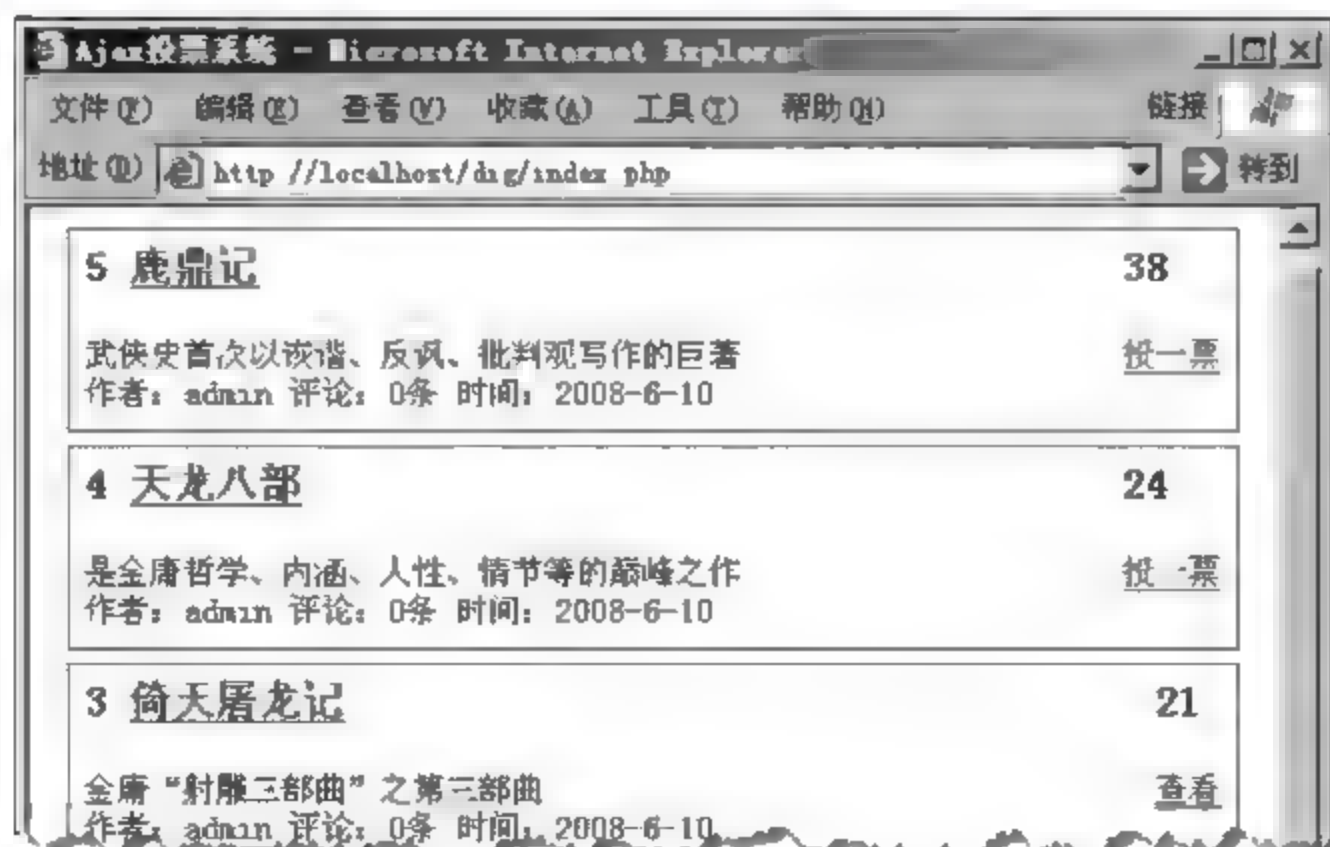 Ajax投票系统 - Microsoft Internet Explorer
文件(F) 编辑(E) 查看(V) 收藏(A) 工具(T) 帮助(H) 链接
地址(D) http //localhost/dig/index php 转到
5 鹿鼎记 38
武侠史首次以诙谐、反讽、批判观写作的巨著 投一票
作者：admin 评论：0条 时间：2008-6-10
4 天龙八部 24
是金庸哲学、内涵、人性、情节等的巅峰之作 投一票
作者：admin 评论：0条 时间：2008-6-10
3 倚天屠龙记 21
金庸“射雕三部曲”之第三部曲 查看
作者：admin 评论：0条 时间：2008-6-10